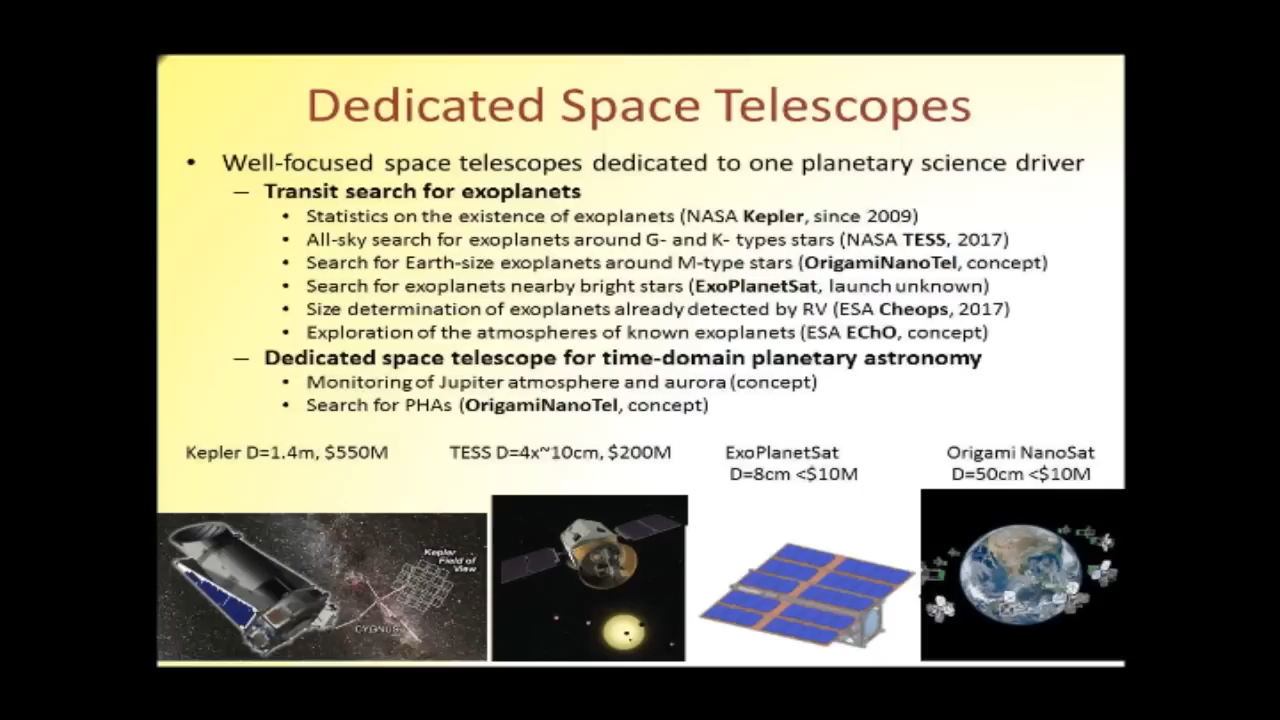 Dedicated Space Telescopes
• Well-focused space telescopes dedicated to one planetary science driver
– Transit search for exoplanets
• Statistics on the existence of exoplanets (NASA Kepler, since 2009)
• All-sky search for exoplanets around G- and K- types stars (NASA TESS, 2017)
• Search for Earth-size exoplanets around M-type stars (OrigamiNanoTel, concept)
• Search for exoplanets nearby bright stars (ExoPlanetSat, launch unknown)
• Size determination of exoplanets already detected by RV (ESA Cheops, 2017)
• Exploration of the atmospheres of known exoplanets (ESA EChO, concept)
– Dedicated space telescope for time-domain planetary astronomy
• Monitoring of Jupiter atmosphere and aurora (concept)
• Search for PHAs (OrigamiNanoTel, concept)
Kepler D=1.4m, $550M
TESS D=4x~10cm, $200M
ExoPlanetSat
D=8cm <$10M
Origami NanoSat
D=50cm <$10M
Kepler
Field of
View
CYGNUS